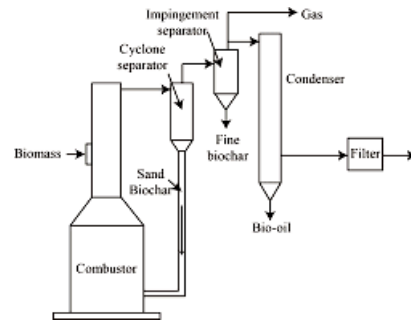 Impingement
separator
Gas
Cyclone
separator
Condenser
Biomass
Fine
biochar
Sand
Biochar
Filter
Bio-oil
Combustor